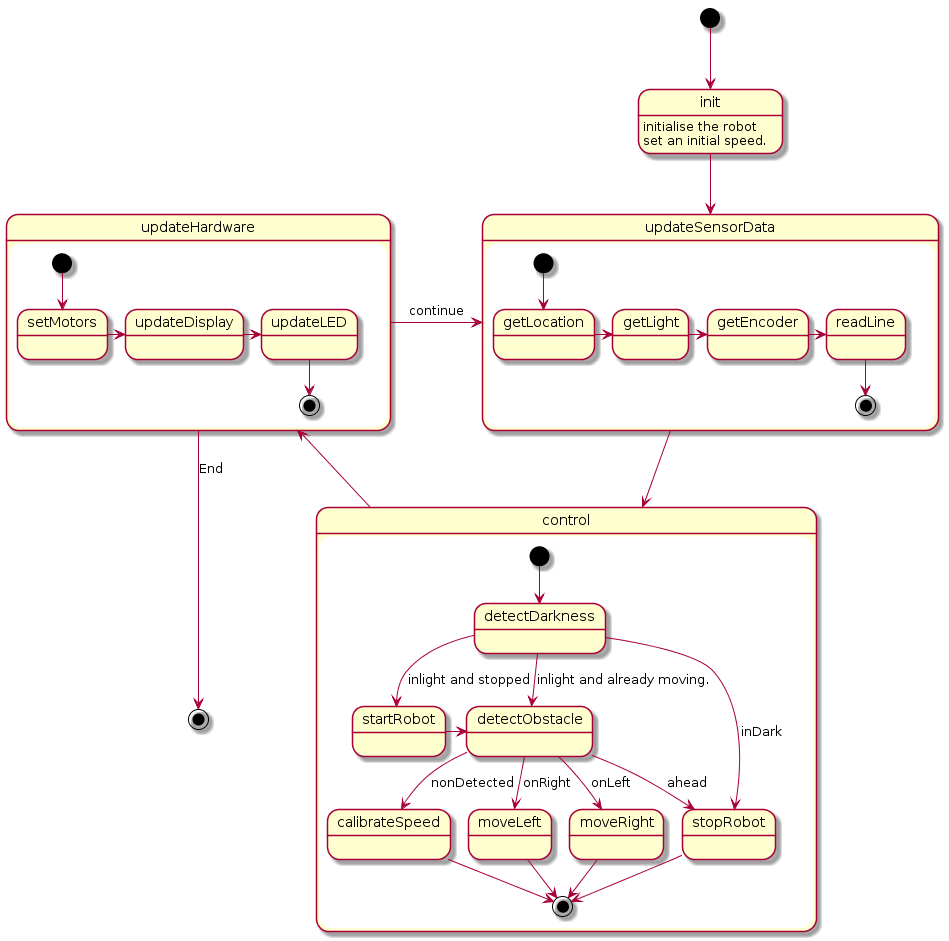 init
initialise the robot
set an initial speed.
updateHardware
updateSensorData
setMotors
updateDisplay
updateLED
continue
getLocation
getLight
getEncoder
readLine
End
control
detectDarkness
inlight and stopped
inlight and already moving.
startRobot
detectObstacle
inDark
nonDetected
onRight
onLeft
ahead
calibrateSpeed
moveLeft
moveRight
stopRobot